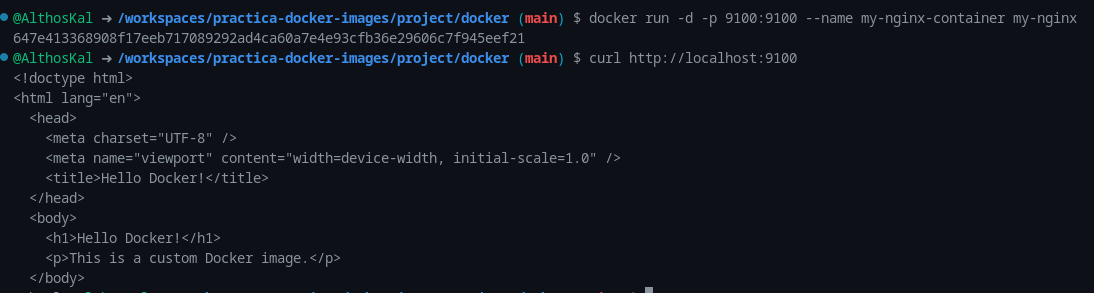 @AlthosKal → /workspaces/practica-docker-images/project/docker (main) $ docker run -d -p 9100:9100 --name my-nginx-container my-nginx
647e413368908f17eeb717089292ad4ca60a7e4e93cfb36e29606c7f945eef21
@AlthosKal → /workspaces/practica-docker-images/project/docker (main) $ curl http://localhost:9100
<!doctype html>
<html lang="en">
  <head>
    <meta charset="UTF-8" />
    <meta name="viewport" content="width=device-width, initial-scale=1.0" />
    <title>Hello Docker!</title>
  </head>
  <body>
    <h1>Hello Docker!</h1>
    <p>This is a custom Docker image.</p>
  </body>